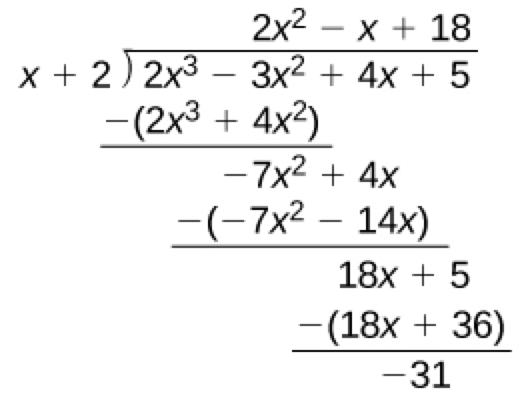 2x² − x + 18
x + 2 ) 2x³ − 3x² + 4x + 5
−(2x³ + 4x²)
−7x² + 4x
−(−7x² − 14x)
18x + 5
−(18x + 36)
−31